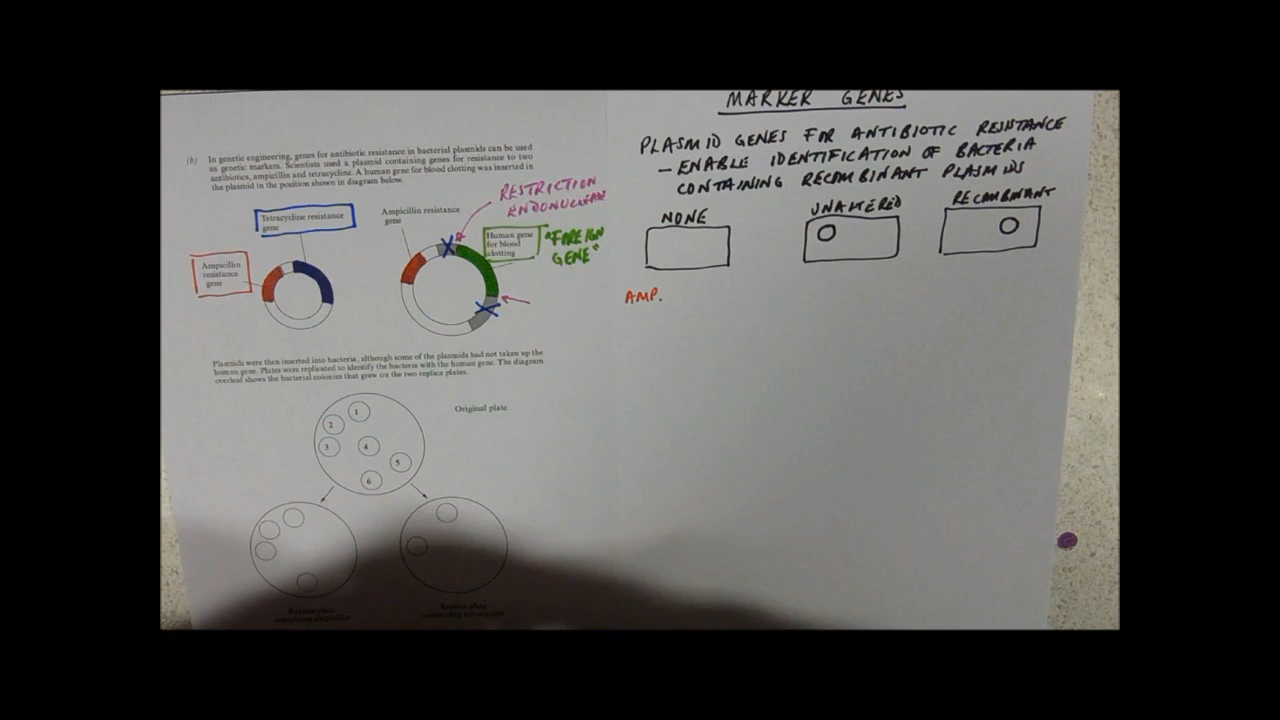 (b) In genetic engineering, genes for antibiotic resistance in bacterial plasmids can be used
as genetic markers. Scientists used a plasmid containing genes for resistance to two
antibiotics, ampicillin and tetracycline. A human gene for blood clotting was inserted in
the plasmid in the position shown in diagram below.
Tetracycline resistance
gene
Ampicillin
resistance
gene
Ampicillin resistance
gene
RESTRICTION
ENDONUCLEASE
Human gene
for blood
clotting
"FOREIGN
GENE"
Plasmids were then inserted into bacteria, although some of the plasmids had not taken up the
human gene. Plates were replicated to identify the bacteria with the human gene. The diagram
overleaf shows the bacterial colonies that grew on the two replica plates.
Original plate
1
2
3
4
5
6
Replica plate
containing
Replica plate
containing
MARKER GENES
PLASMID GENES FOR ANTIBIOTIC RESISTANCE
– ENABLE IDENTIFICATION OF BACTERIA
CONTAINING RECOMBINANT PLASMIDS
NONE
UNALTERED
RECOMBINANT
AMP.